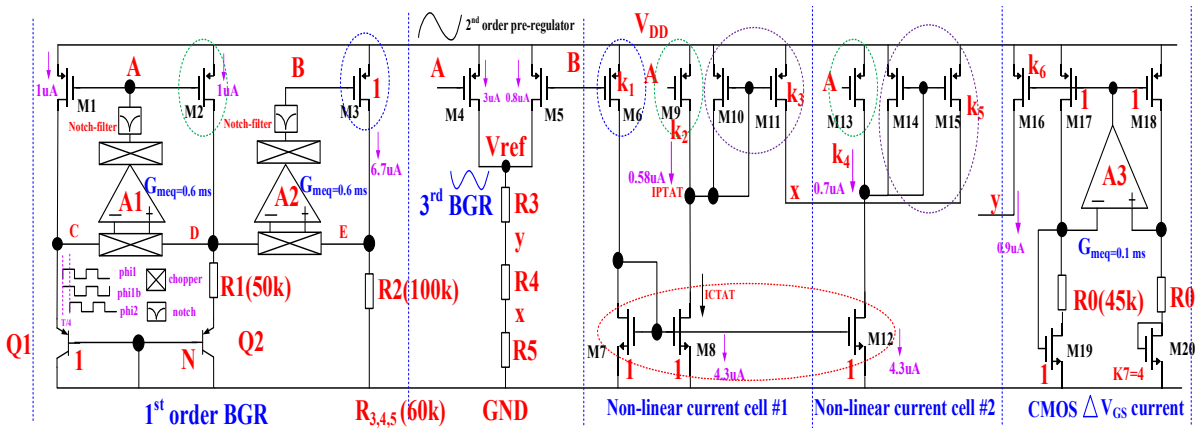 2nd order pre-regulator
VDD
A
B
A
B
A
A
1uA
M1
M2
1uA
1
M3
M4
3uA
0.8uA
M5
k1
M6
M9
k2
M10
M11
k3
M13
k4
M14
M15
k5
k6
M16
1
M17
1
M18
Notch-filter
Notch-filter
6.7uA
Gmeq=0.6 ms
A1
Gmeq=0.6 ms
A2
Vref
3rd BGR
R3
y
R4
x
R5
0.58uA
IPTAT
0.7uA
x
y
0.9uA
A3
Gmeq=0.1 ms
C
D
E
phi1
phi1b
phi2
T/4
chopper
notch
R1(50k)
R2(100k)
ICTAT
R0(45k)
R0
Q1
1
N
Q2
M7
1
M8
1
4.3uA
M12
1
4.3uA
M19
1
M20
K7=4
1st order BGR
R3,4,5(60k)
GND
Non-linear current cell #1
Non-linear current cell #2
CMOS △VGS current